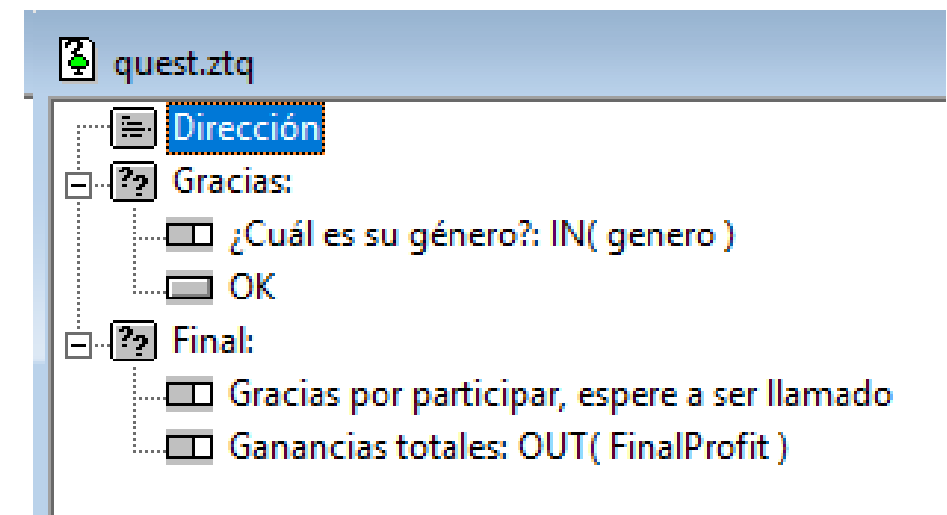 quest.ztq
Dirección
Gracias:
¿Cuál es su género?: IN( genero )
OK
Final:
Gracias por participar, espere a ser llamado
Ganancias totales: OUT( FinalProfit )